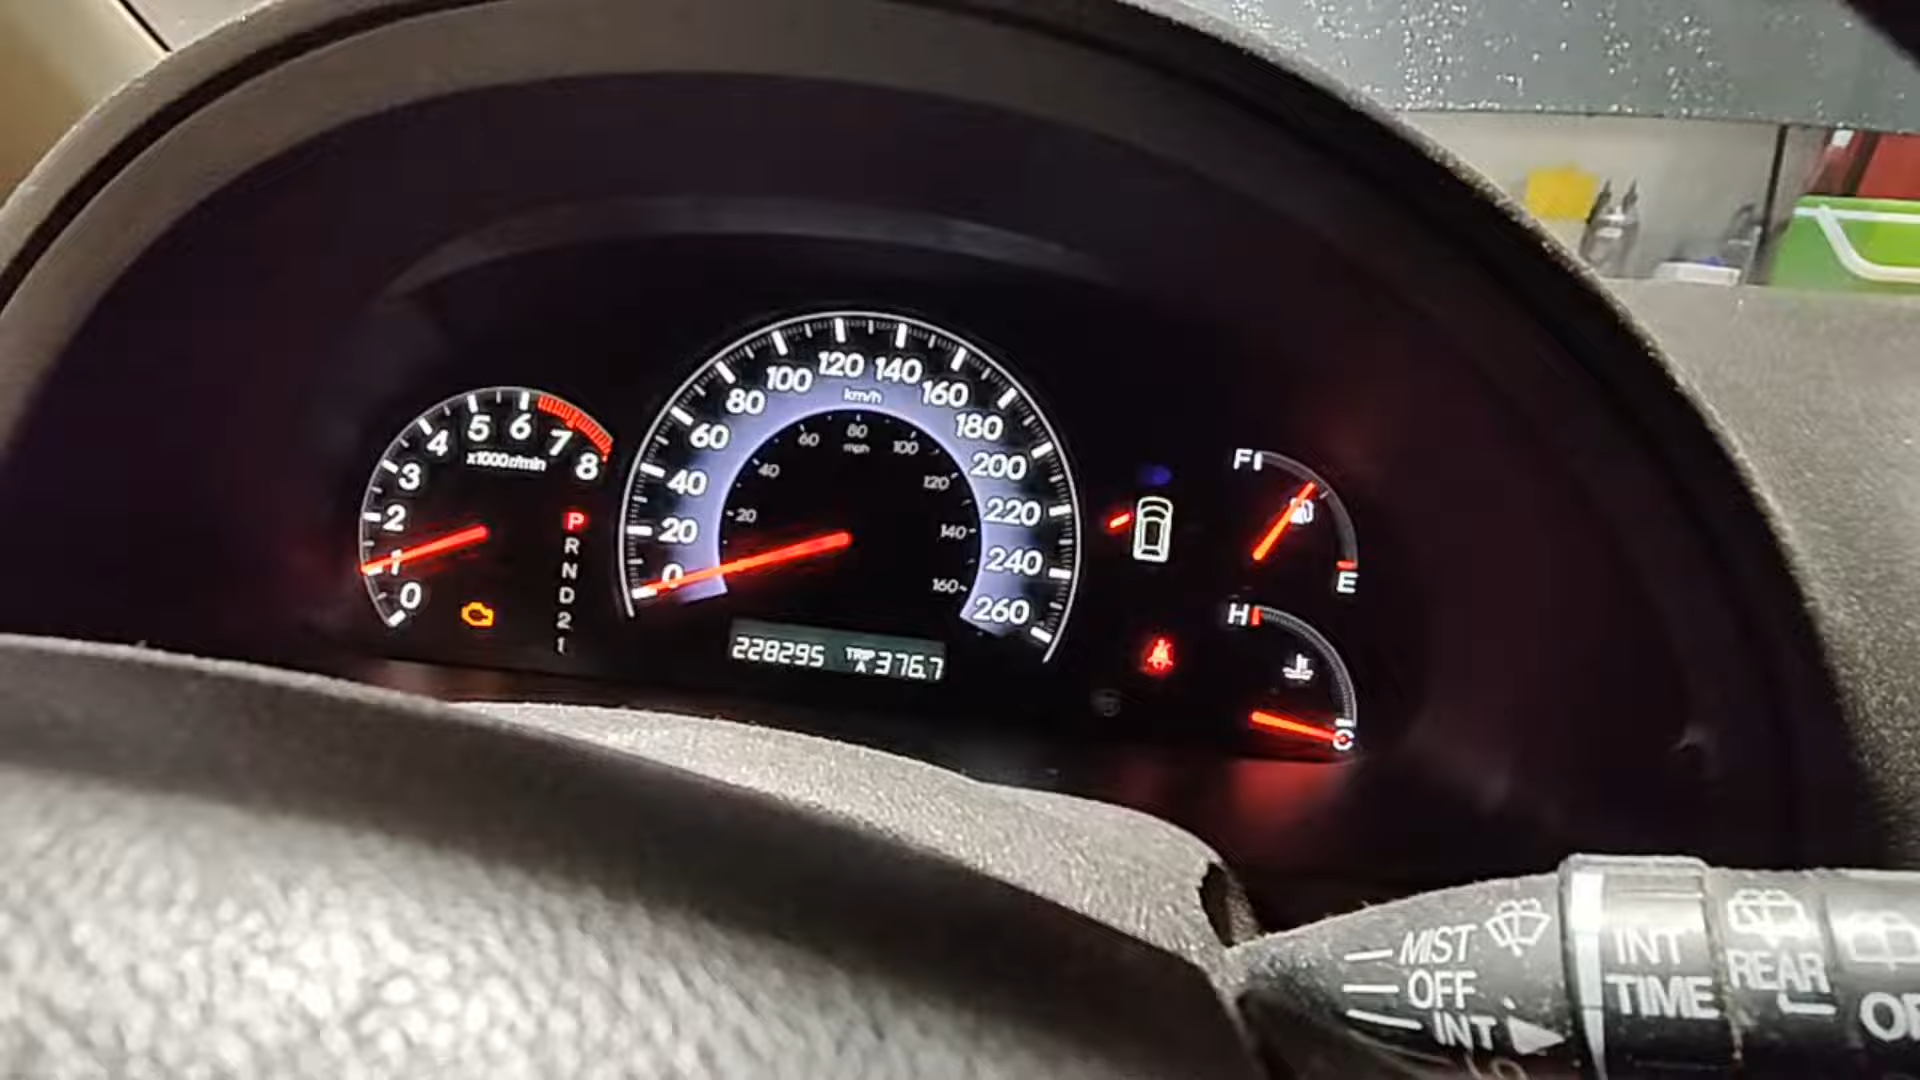 0
1
2
3
4
5
6
7
8
x1000r/min
P
R
N
D
2
1
0
20
40
60
80
100
120
140
160
180
200
220
240
260
km/h
20
40
60
80
100
120
140
160
mph
228295 TRIP A 376.7
F
E
H
C
MIST
OFF
INT
INT
TIME
REAR